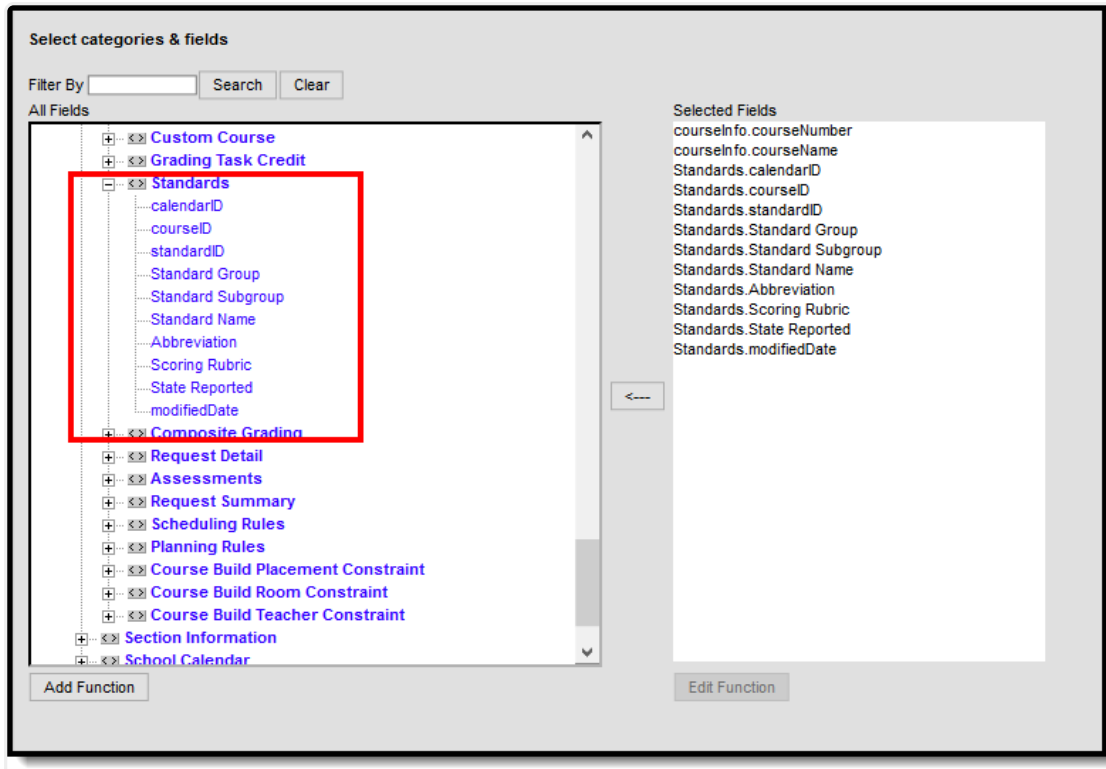 Select categories & fields
Filter By
Search
Clear
All Fields
Custom Course
Grading Task Credit
Standards
calendarID
courseID
standardID
Standard Group
Standard Subgroup
Standard Name
Abbreviation
Scoring Rubric
State Reported
modifiedDate
Composite Grading
Request Detail
Assessments
Request Summary
Scheduling Rules
Planning Rules
Course Build Placement Constraint
Course Build Room Constraint
Course Build Teacher Constraint
Section Information
School Calendar
Add Function
<---
Selected Fields
courseInfo.courseNumber
courseInfo.courseName
Standards.calendarID
Standards.courseID
Standards.standardID
Standards.Standard Group
Standards.Standard Subgroup
Standards.Standard Name
Standards.Abbreviation
Standards.Scoring Rubric
Standards.State Reported
Standards.modifiedDate
Edit Function